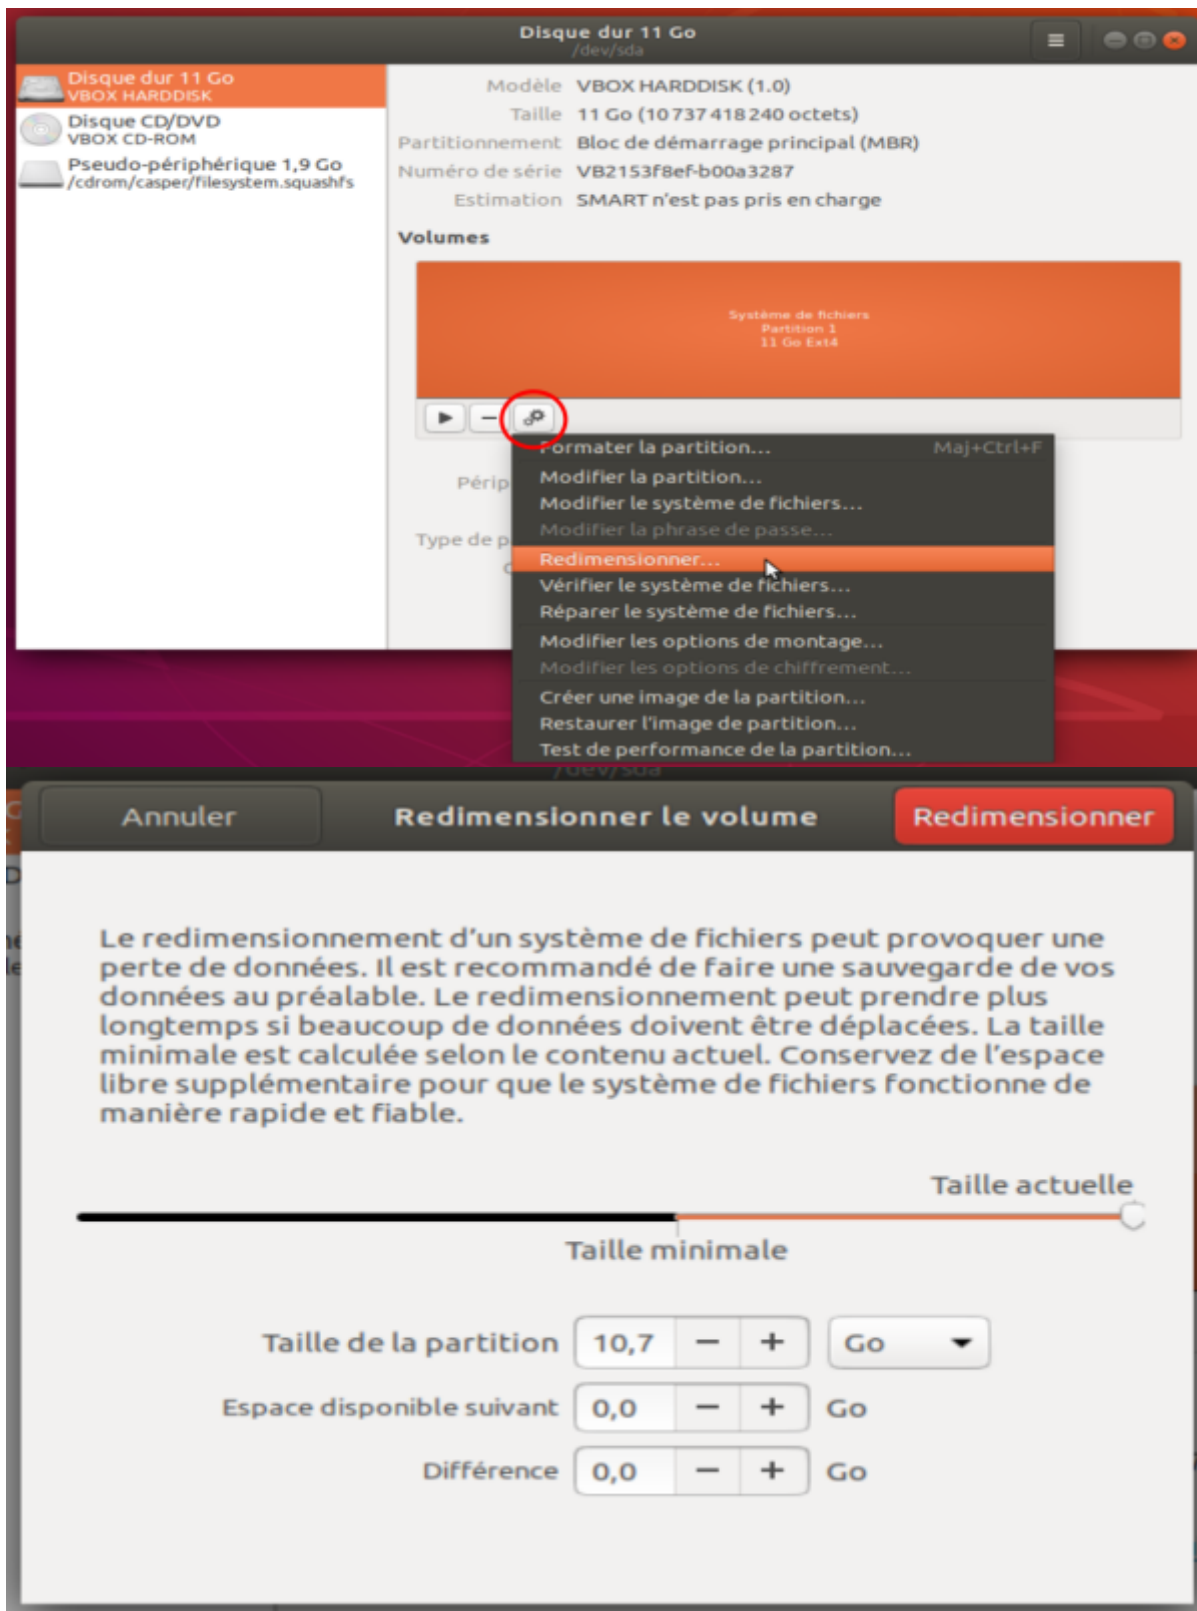 Disque dur 11 Go
/dev/sda
Disque dur 11 Go
VBOX HARDDISK
Disque CD/DVD
VBOX CD-ROM
Pseudo-périphérique 1,9 Go
/cdrom/casper/filesystem.squashfs
Modèle VBOX HARDDISK (1.0)
Taille 11 Go (10 737 418 240 octets)
Partitionnement Bloc de démarrage principal (MBR)
Numéro de série VB2153f8ef-b00a3287
Estimation SMART n'est pas pris en charge
Volumes
Système de fichiers
Partition 1
11 Go Ext4
Formater la partition... Maj+Ctrl+F
Périp
Modifier la partition...
Modifier le système de fichiers...
Modifier la phrase de passe...
Type de p
Redimensionner...
Vérifier le système de fichiers...
Réparer le système de fichiers...
Modifier les options de montage...
Modifier les options de chiffrement...
Créer une image de la partition...
Restaurer l'image de partition...
Test de performance de la partition...
/dev/sda
Annuler Redimensionner le volume Redimensionner
Le redimensionnement d'un système de fichiers peut provoquer une
perte de données. Il est recommandé de faire une sauvegarde de vos
données au préalable. Le redimensionnement peut prendre plus
longtemps si beaucoup de données doivent être déplacées. La taille
minimale est calculée selon le contenu actuel. Conservez de l'espace
libre supplémentaire pour que le système de fichiers fonctionne de
manière rapide et fiable.
Taille actuelle
Taille minimale
Taille de la partition 10,7 − + Go
Espace disponible suivant 0,0 − + Go
Différence 0,0 − + Go